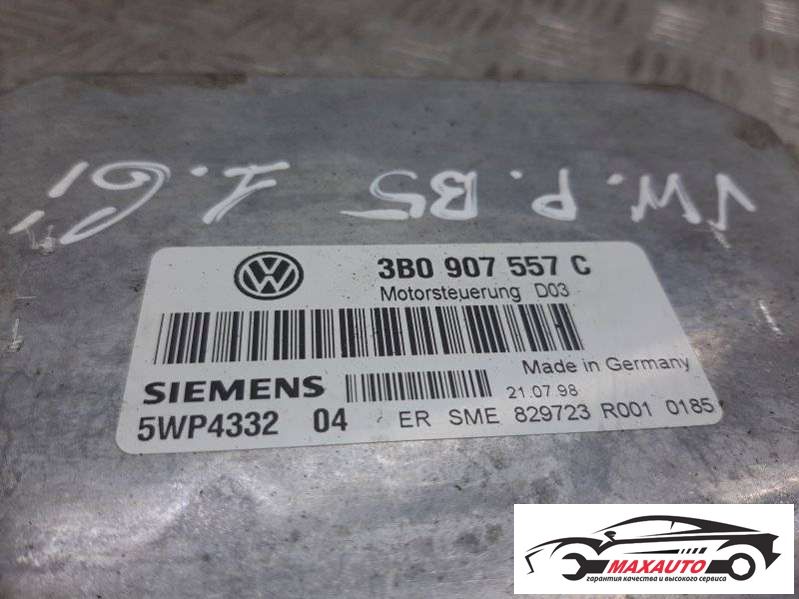 VW. P. B5 1.6i
VW
3B0 907 557 C
Motorsteuerung D03
Made in Germany
SIEMENS 21.07.98
5WP4332 04 ER SME 829723 R001 0185
MAXAUTO
гарантия качества и высокого сервиса